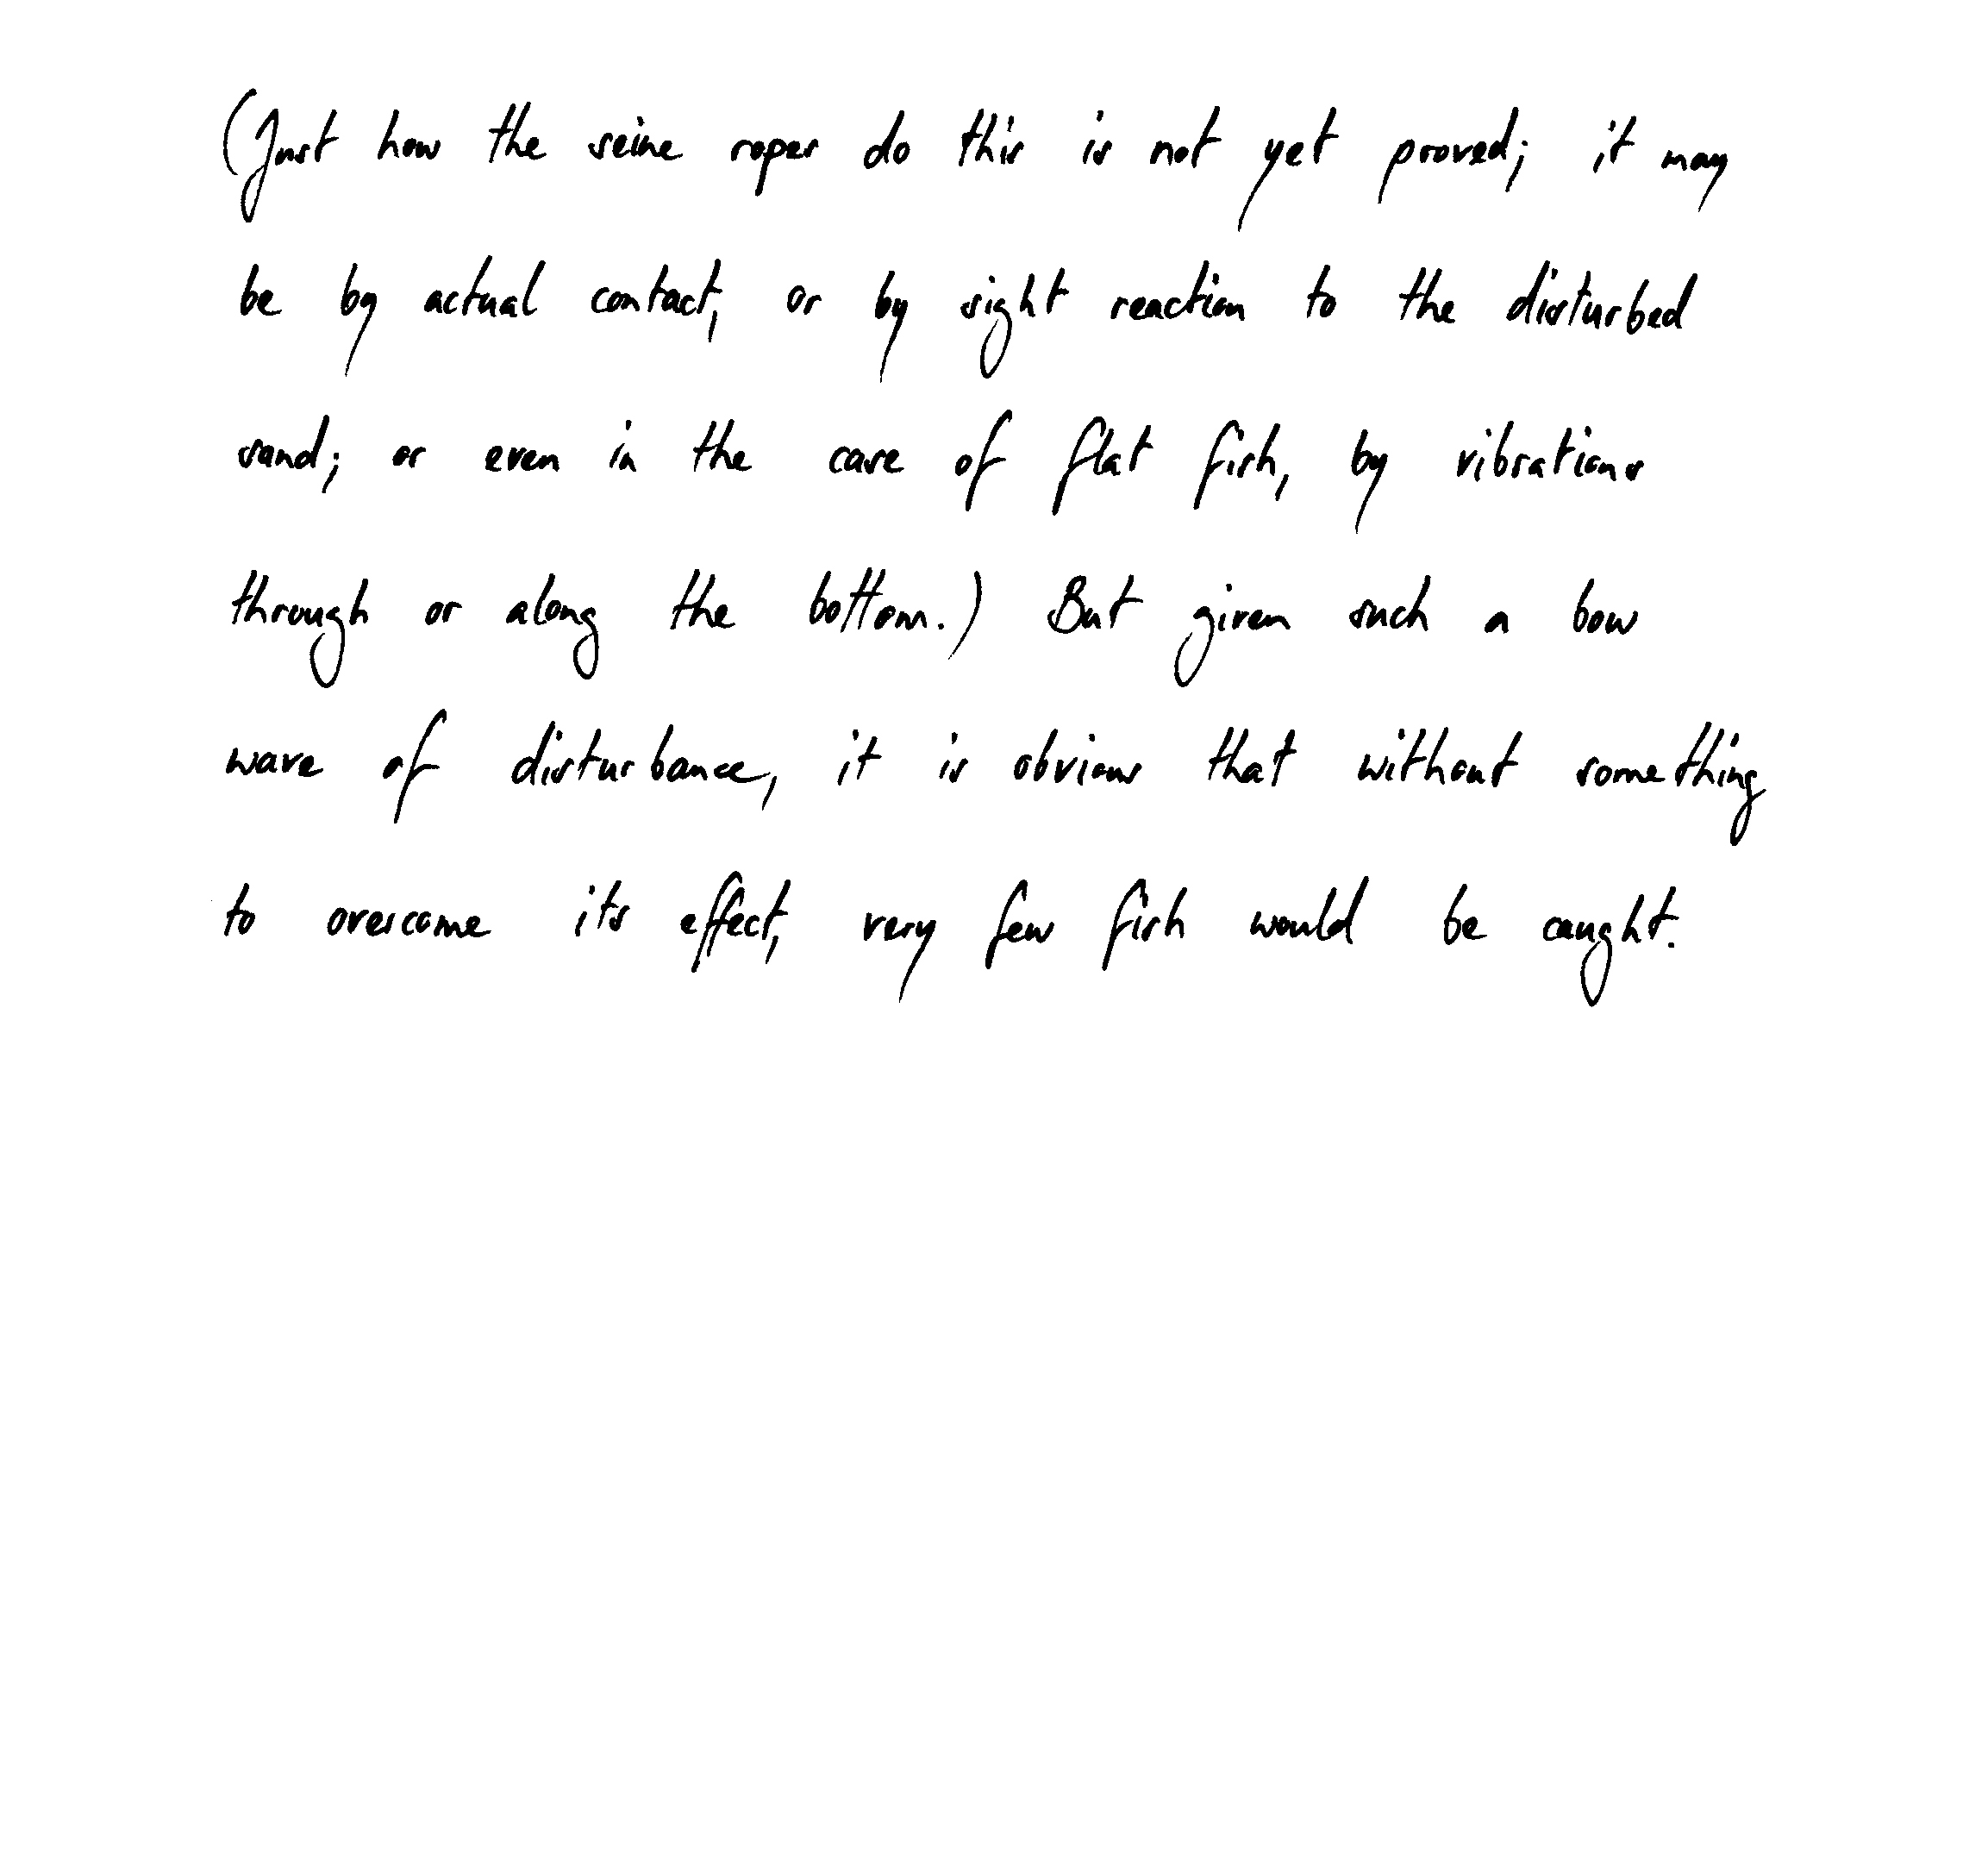 (Just how the seine ropes do this is not yet proved; it may
be by actual contact, or by sight reaction to the disturbed
sand; or even in the case of flat fish, by vibrations
through or along the bottom.) But given such a bow
wave of disturbance, it is obvious that without something
to overcome its effect, very few fish would be caught.